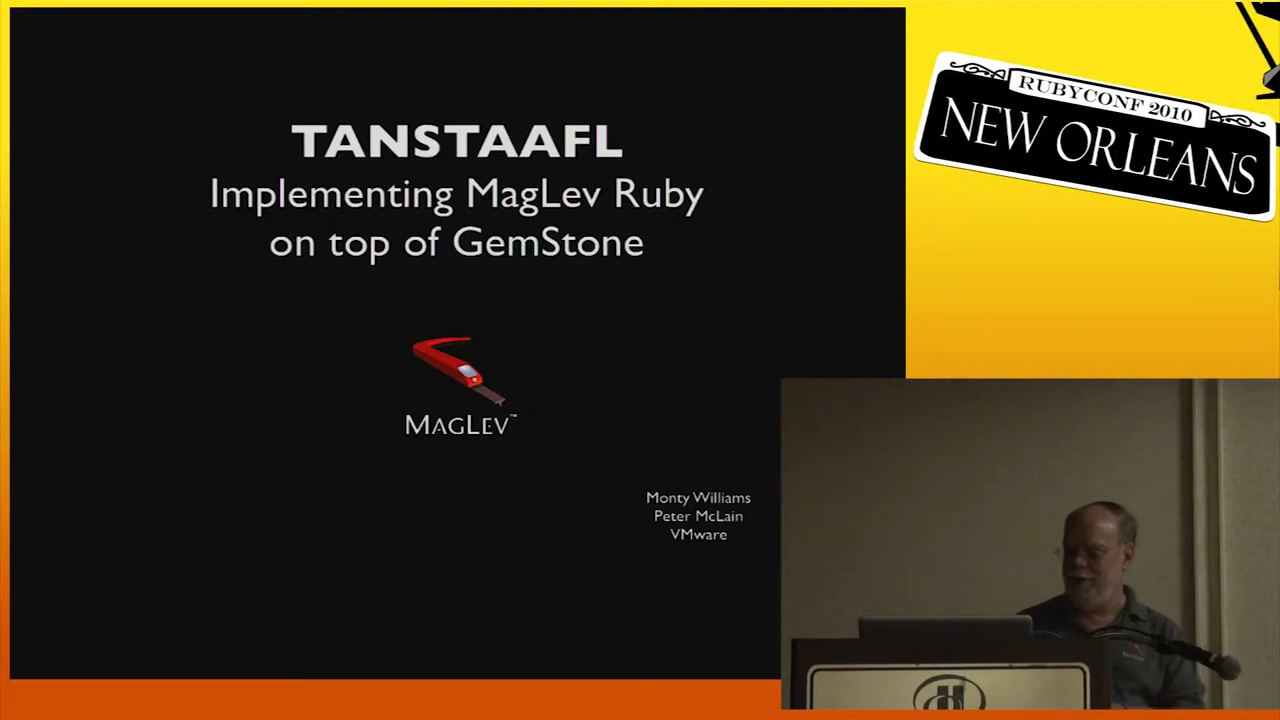 TANSTAAFL
Implementing MagLev Ruby
on top of GemStone
MAGLEV™
Monty Williams
Peter McLain
VMware
RUBYCONF 2010
NEW ORLEANS